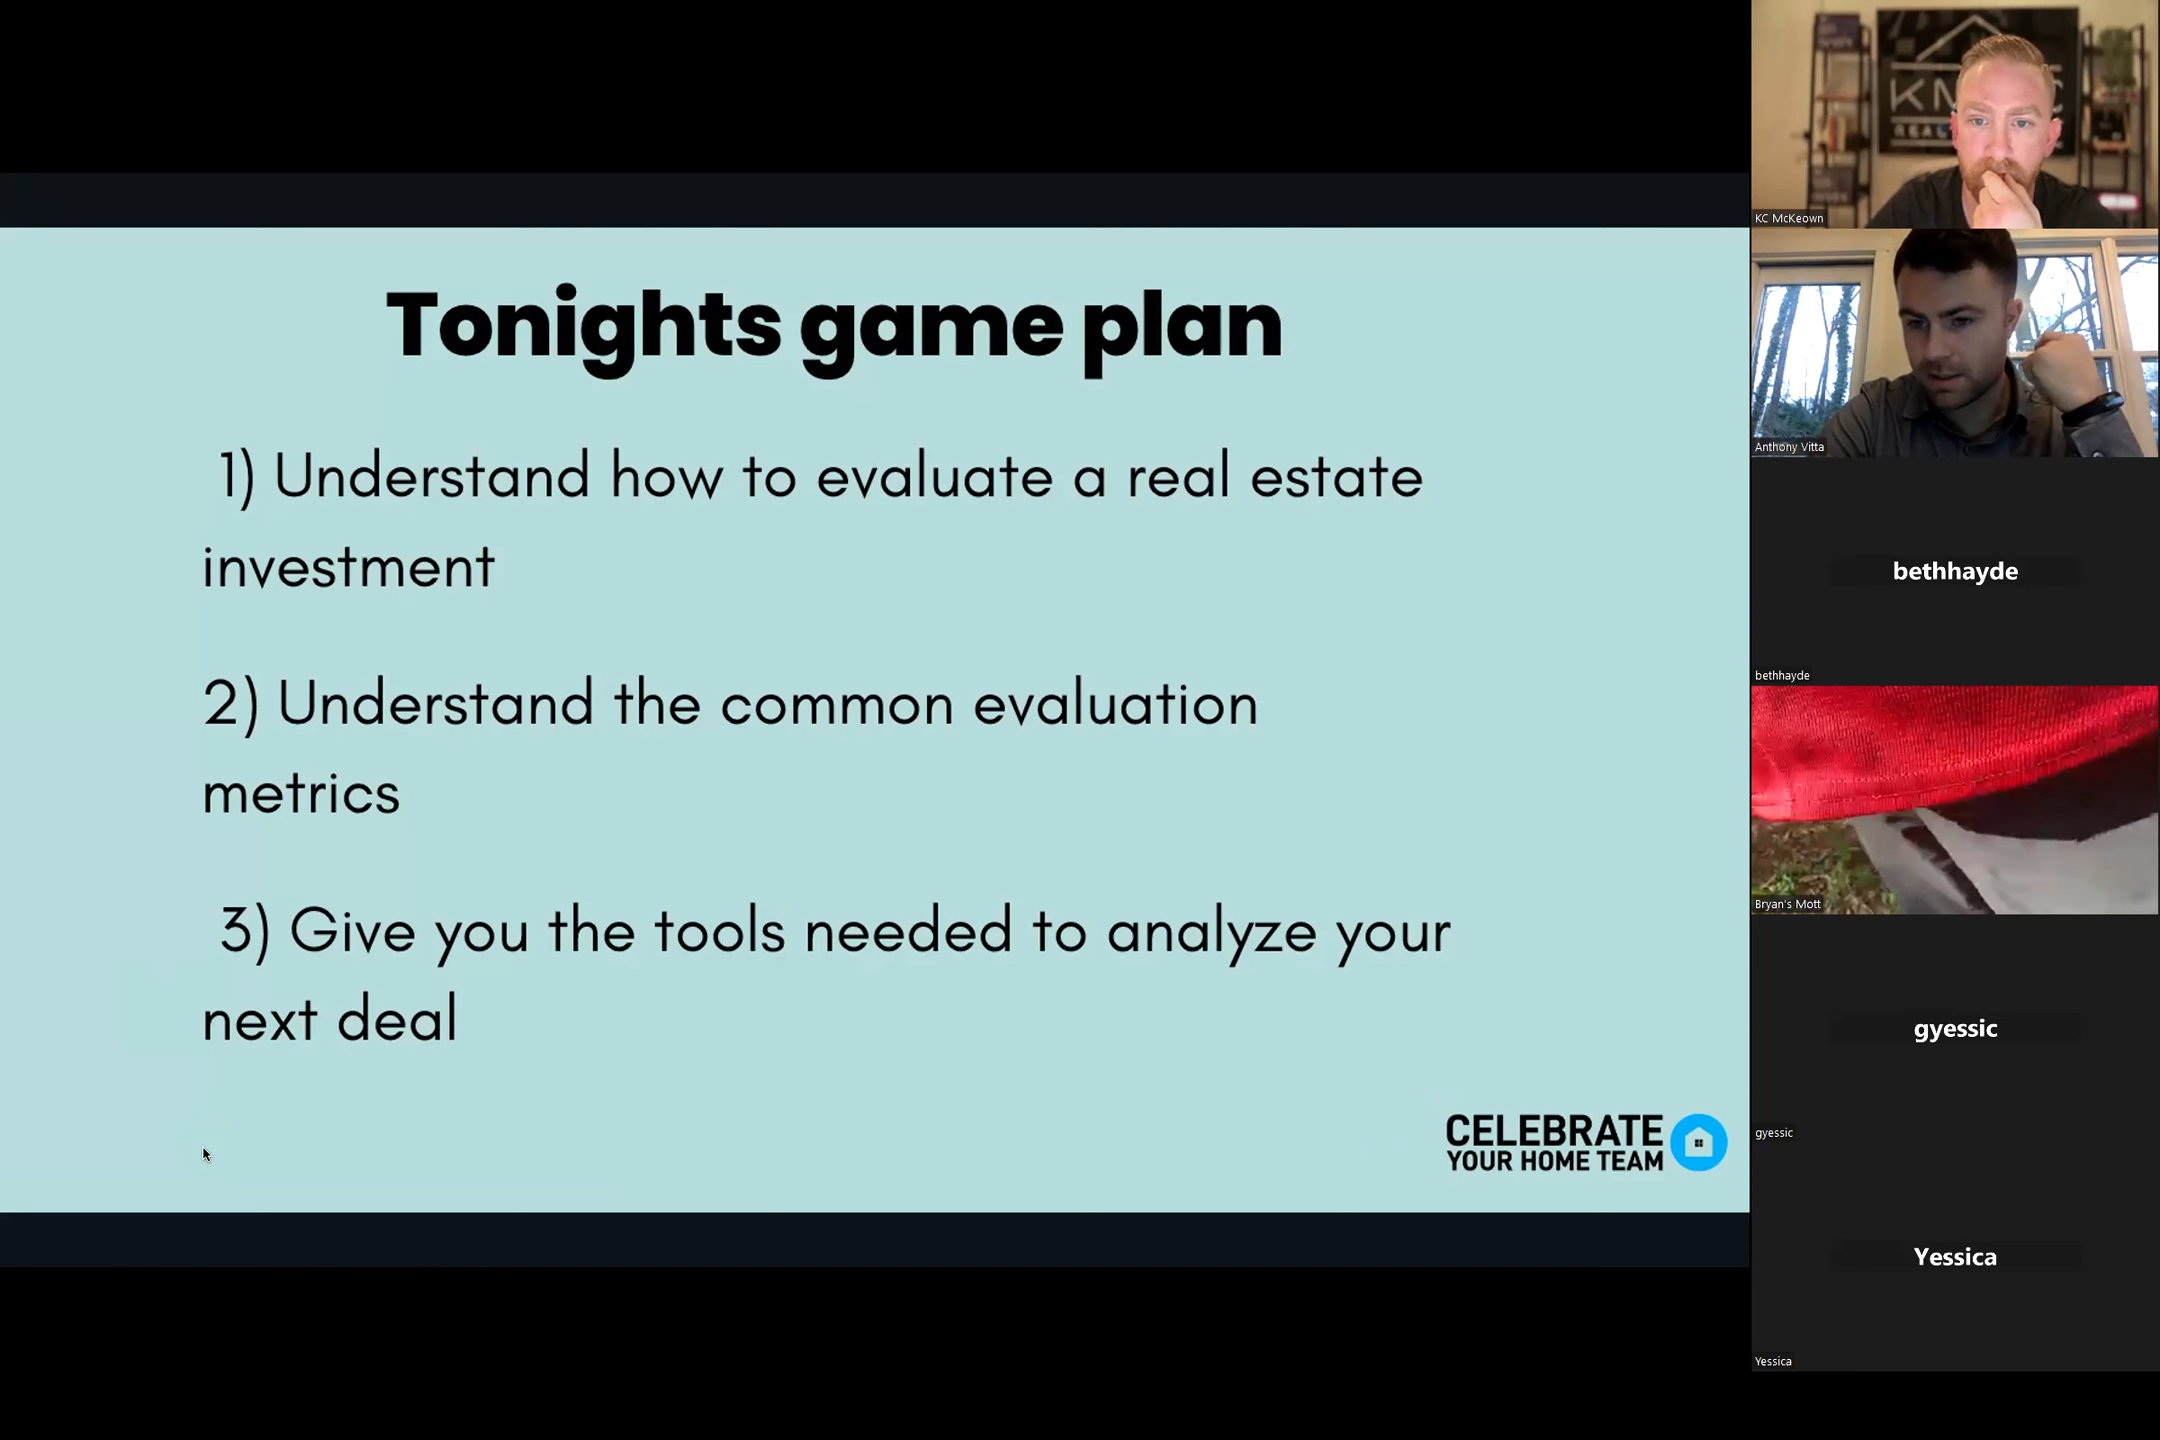 Tonights game plan
1) Understand how to evaluate a real estate
investment
2) Understand the common evaluation
metrics
3) Give you the tools needed to analyze your
next deal
CELEBRATE
YOUR HOME TEAM
KC McKeown
Anthony Vitta
bethhayde
bethhayde
Bryan's Mott
gyessic
gyessic
Yessica
Yessica